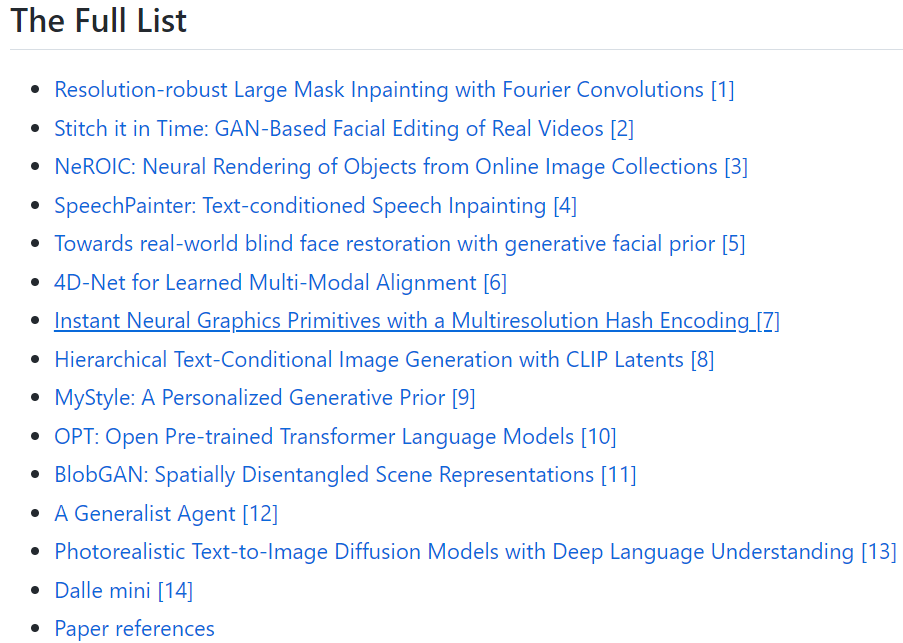 The Full List
Resolution-robust Large Mask Inpainting with Fourier Convolutions [1]
Stitch it in Time: GAN-Based Facial Editing of Real Videos [2]
NeROIC: Neural Rendering of Objects from Online Image Collections [3]
SpeechPainter: Text-conditioned Speech Inpainting [4]
Towards real-world blind face restoration with generative facial prior [5]
4D-Net for Learned Multi-Modal Alignment [6]
Instant Neural Graphics Primitives with a Multiresolution Hash Encoding [7]
Hierarchical Text-Conditional Image Generation with CLIP Latents [8]
MyStyle: A Personalized Generative Prior [9]
OPT: Open Pre-trained Transformer Language Models [10]
BlobGAN: Spatially Disentangled Scene Representations [11]
A Generalist Agent [12]
Photorealistic Text-to-Image Diffusion Models with Deep Language Understanding [13]
Dalle mini [14]
Paper references